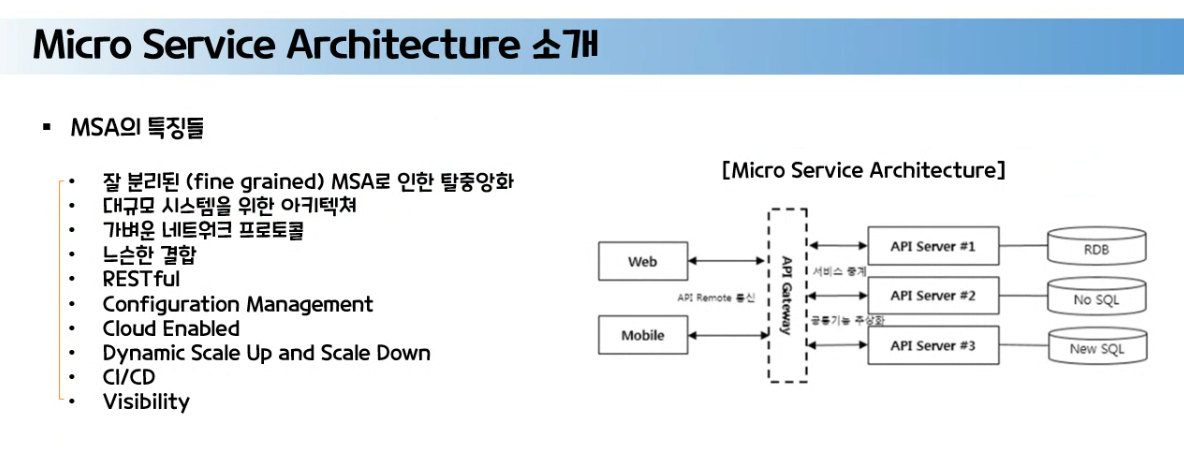 Micro Service Architecture 소개
▪ MSA의 특징들
• 잘 분리된 (fine grained) MSA로 인한 탈중앙화
• 대규모 시스템을 위한 아키텍쳐
• 가벼운 네트워크 프로토콜
• 느슨한 결합
• RESTful
• Configuration Management
• Cloud Enabled
• Dynamic Scale Up and Scale Down
• CI/CD
• Visibility
[Micro Service Architecture]
Web
Mobile
API Remote 통신
API Gateway
서비스 중계
공통기능 추상화
API Server #1
API Server #2
API Server #3
RDB
No SQL
New SQL